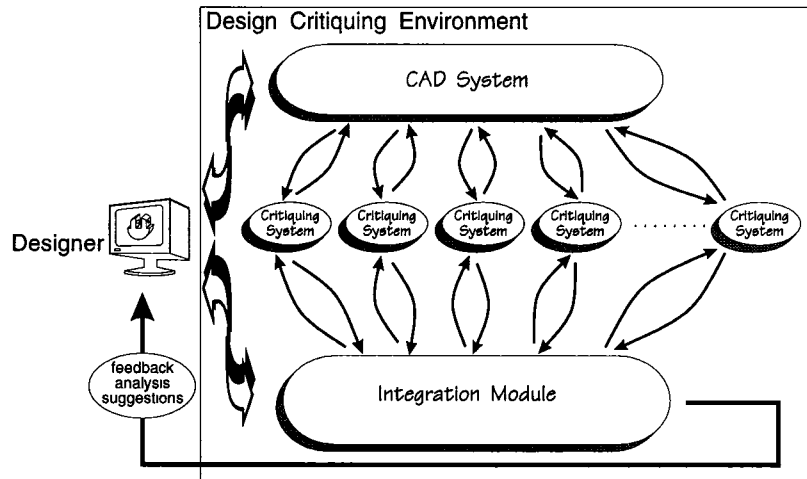 Design Critiquing Environment
CAD System
Critiquing
System
Critiquing
System
Critiquing
System
Critiquing
System
Critiquing
System
Designer
feedback
analysis
suggestions
Integration Module